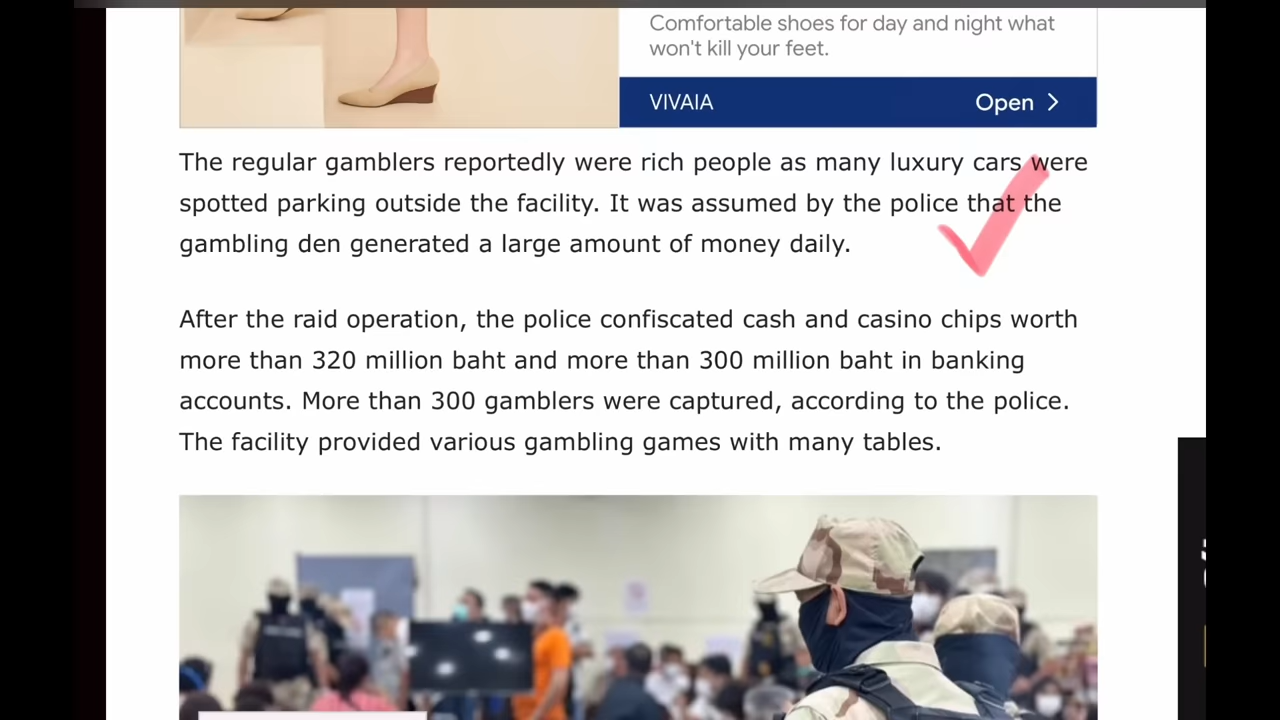 Comfortable shoes for day and night what
won't kill your feet.
VIVAIA
Open
The regular gamblers reportedly were rich people as many luxury cars were
spotted parking outside the facility. It was assumed by the police that the
gambling den generated a large amount of money daily.
After the raid operation, the police confiscated cash and casino chips worth
more than 320 million baht and more than 300 million baht in banking
accounts. More than 300 gamblers were captured, according to the police.
The facility provided various gambling games with many tables.